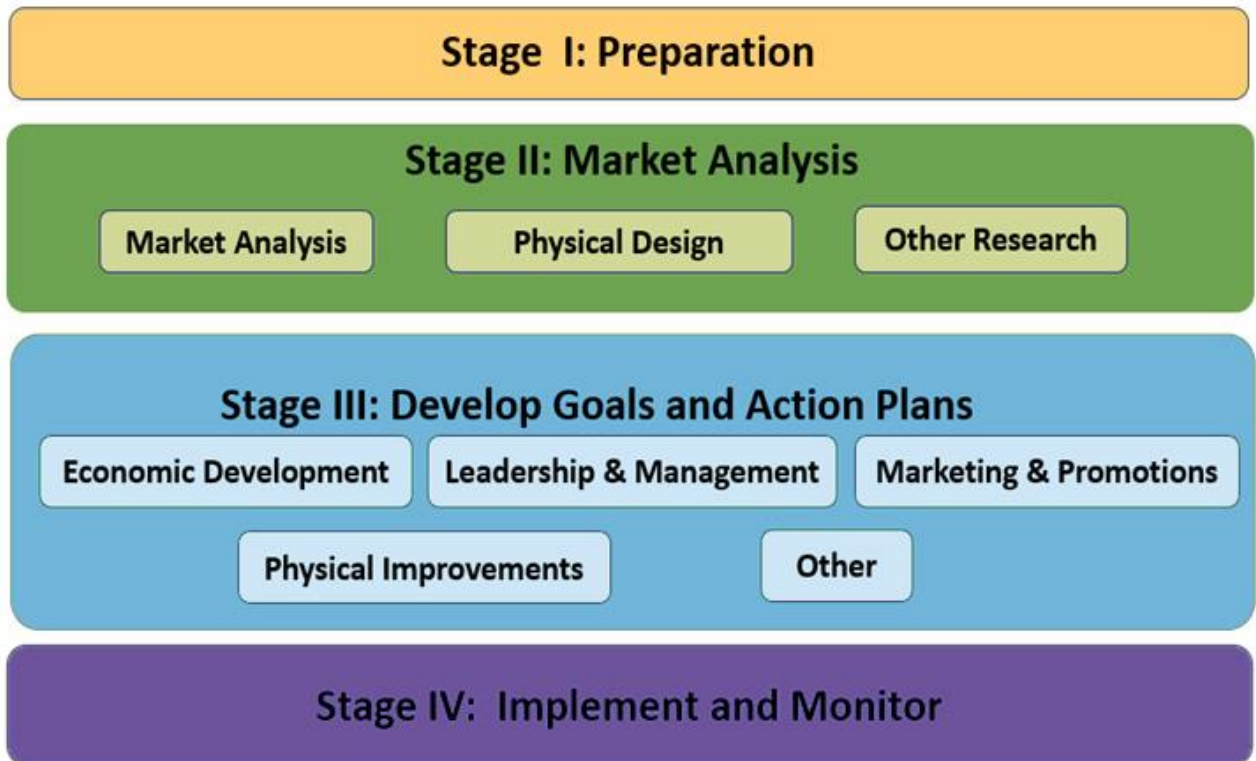 Stage I: Preparation
Stage II: Market Analysis
Market Analysis
Physical Design
Other Research
Stage III: Develop Goals and Action Plans
Economic Development
Leadership & Management
Marketing & Promotions
Physical Improvements
Other
Stage IV: Implement and Monitor